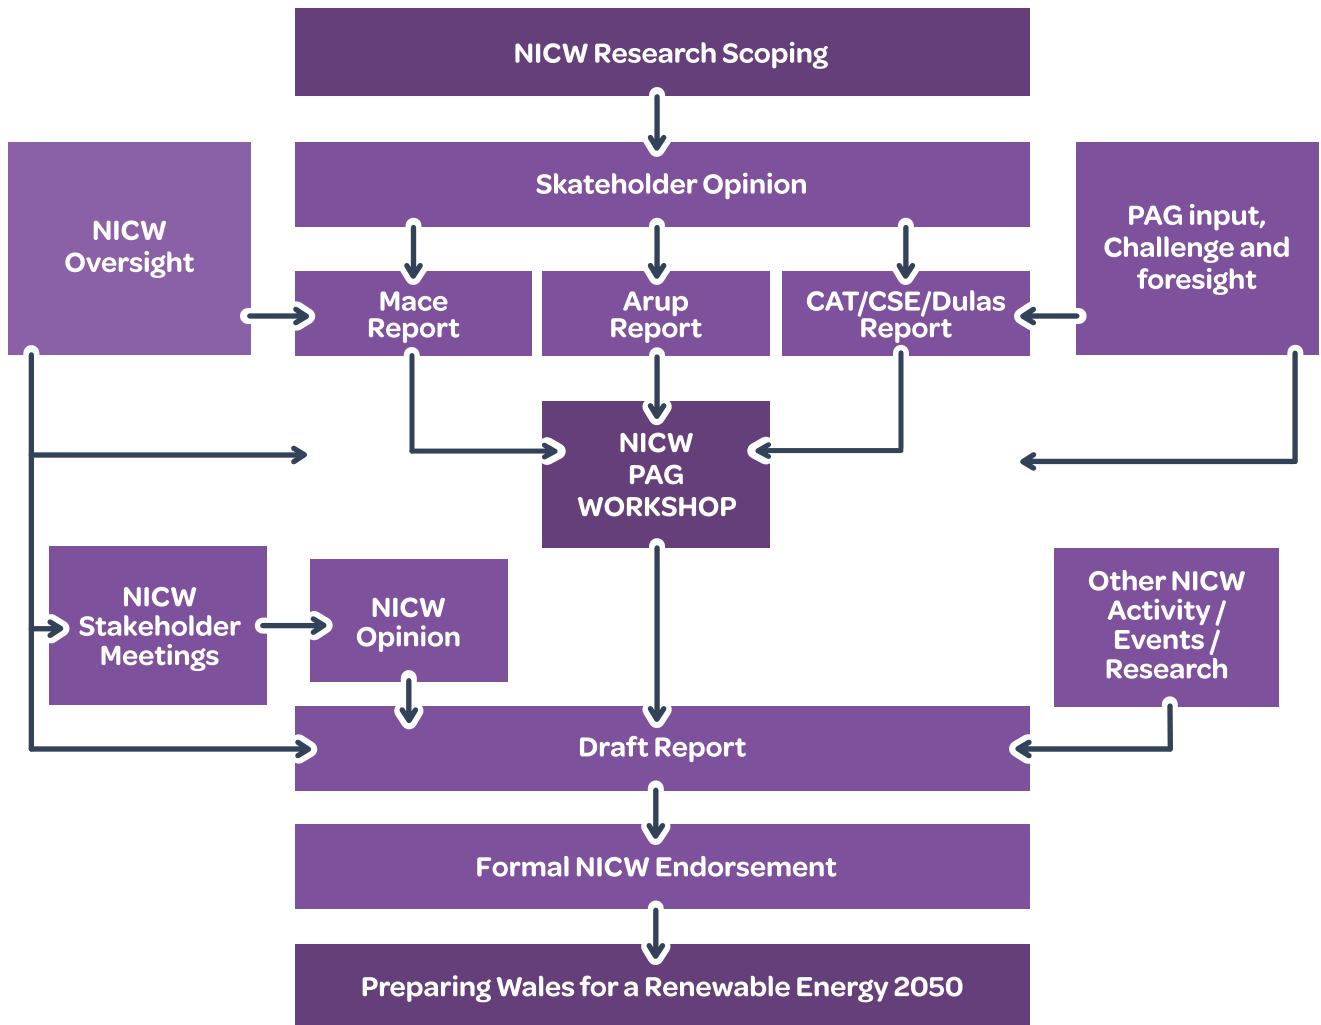 NICW Research Scoping
Skateholder Opinion
NICW
Oversight
PAG input,
Challenge and
foresight
Mace
Report
Arup
Report
CAT/CSE/Dulas
Report
NICW
PAG
WORKSHOP
NICW
Stakeholder
Meetings
NICW
Opinion
Other NICW
Activity /
Events /
Research
Draft Report
Formal NICW Endorsement
Preparing Wales for a Renewable Energy 2050